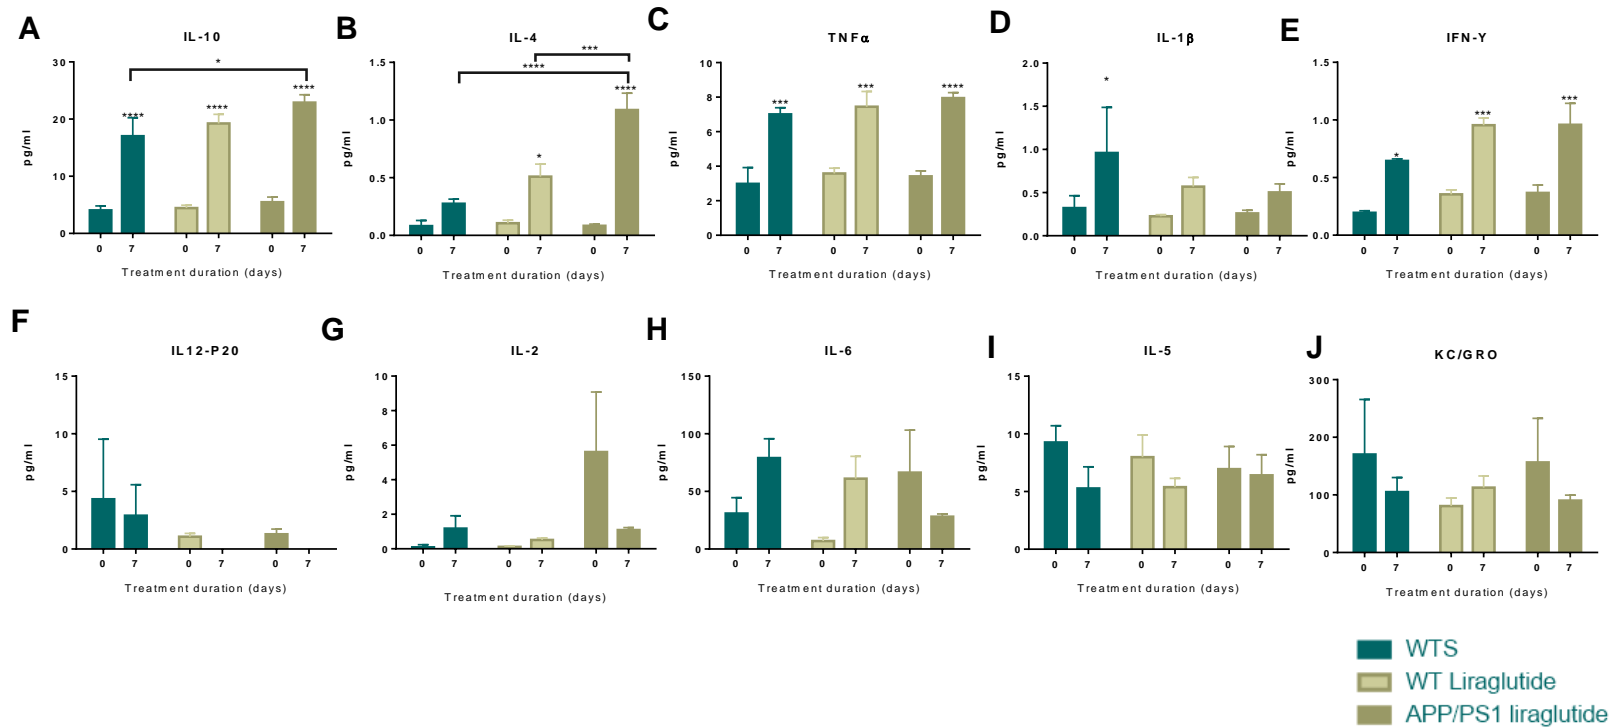 A
IL-10
30
20
10
0
pg/ml
*
****
****
****
0 7 0 7 0 7
Treatment duration (days)
B
IL-4
1.5
1.0
0.5
0.0
pg/ml
***
****
****
*
0 7 0 7 0 7
Treatment duration (days)
C
TNFα
10
8
6
4
2
0
pg/ml
***
***
****
0 7 0 7 0 7
Treatment duration (days)
D
IL-1β
2.0
1.5
1.0
0.5
0.0
pg/ml
*
0 7 0 7 0 7
Treatment duration (days)
E
IFN-Y
1.5
1.0
0.5
0.0
pg/ml
*
***
***
0 7 0 7 0 7
Treatment duration (days)
F
IL12-P20
15
10
5
0
pg/ml
0 7 0 7 0 7
Treatment duration (days)
G
IL-2
10
8
6
4
2
0
pg/ml
0 7 0 7 0 7
Treatment duration (days)
H
IL-6
150
100
50
0
pg/ml
0 7 0 7 0 7
Treatment duration (days)
I
IL-5
15
10
5
0
pg/ml
0 7 0 7 0 7
Treatment duration (days)
J
KC/GRO
300
200
100
0
pg/ml
0 7 0 7 0 7
Treatment duration (days)
WTS
WT Liraglutide
APP/PS1 liraglutide